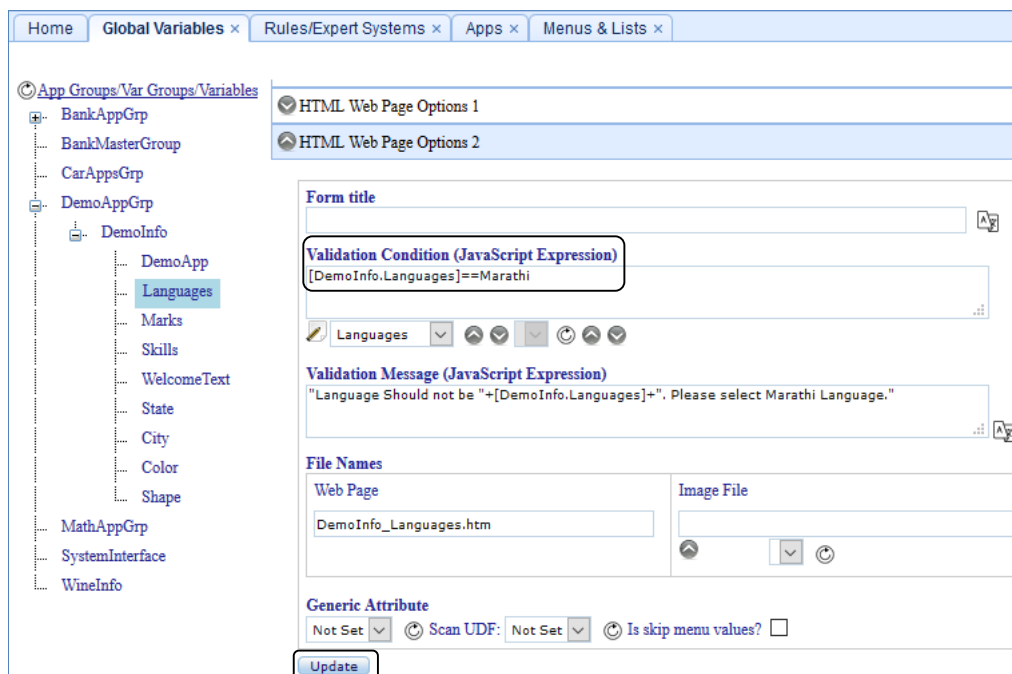 Home Global Variables × Rules/Expert Systems × Apps × Menus & Lists ×
App Groups/Var Groups/Variables
BankAppGrp
BankMasterGroup
CarAppsGrp
DemoAppGrp
DemoInfo
DemoApp
Languages
Marks
Skills
WelcomeText
State
City
Color
Shape
MathAppGrp
SystemInterface
WineInfo
HTML Web Page Options 1
HTML Web Page Options 2
Form title
Validation Condition (JavaScript Expression)
[DemoInfo.Languages]==Marathi
Languages
Validation Message (JavaScript Expression)
"Language Should not be "+[DemoInfo.Languages]+". Please select Marathi Language."
File Names
Web Page Image File
DemoInfo_Languages.htm
Generic Attribute
Not Set Scan UDF: Not Set Is skip menu values?
Update